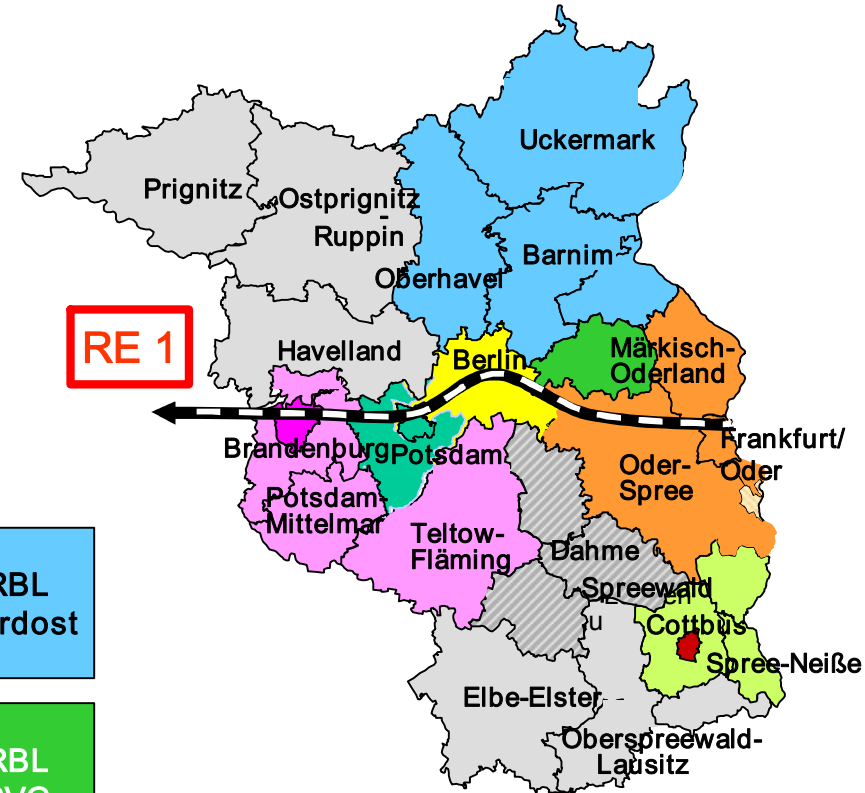 Uckermark
Prignitz
Ostprignitz
-
Ruppin
Barnim
Oberhavel
RE 1
Havelland
Berlin
Märkisch-
Oderland
Brandenburg
Potsdam
Frankfurt/
Oder
Oder-
Spree
Potsdam-
Mittelmar
Teltow-
Fläming
Dahme
Spreewald
RBL
rdost
u
Cottbus
Spree-Neiße
Elbe-Elster
Oberspreewald-
Lausitz
RBL